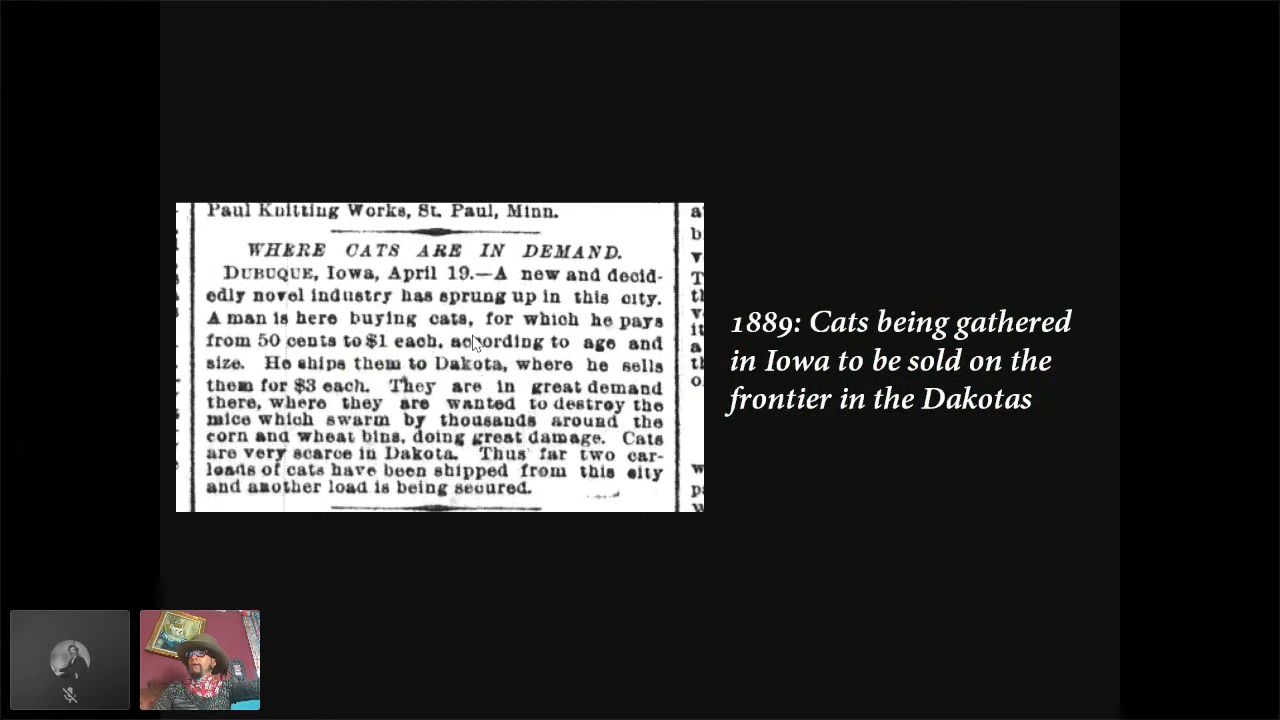 Paul Knitting Works, St. Paul, Minn.
WHERE CATS ARE IN DEMAND.
DUBUQUE, Iowa, April 19.—A new and decid-
edly novel industry has sprung up in this city.
A man is here buying cats, for which he pays
from 50 cents to $1 each, according to age and
size. He ships them to Dakota, where he sells
them for $3 each. They are in great demand
there, where they are wanted to destroy the
mice which swarm by thousands around the
corn and wheat bins, doing great damage. Cats
are very scarce in Dakota. Thus far two car-
loads of cats have been shipped from this city
and another load is being secured.
1889: Cats being gathered
in Iowa to be sold on the
frontier in the Dakotas